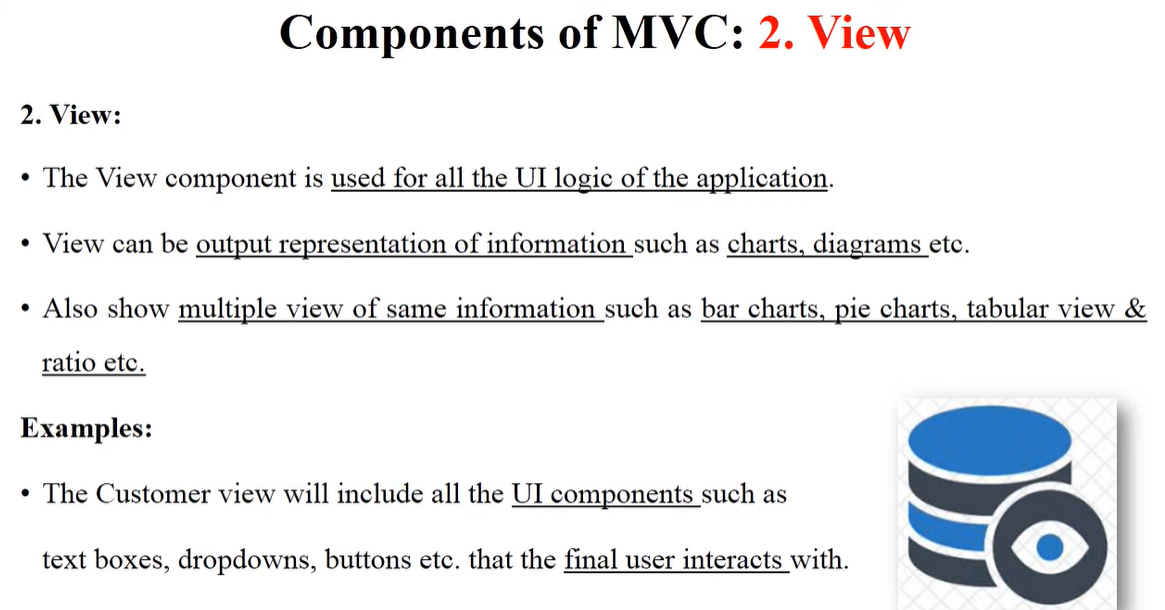 Components of MVC: 2. View
2. View:
• The View component is used for all the UI logic of the application.
• View can be output representation of information such as charts, diagrams etc.
• Also show multiple view of same information such as bar charts, pie charts, tabular view &
ratio etc.
Examples:
• The Customer view will include all the UI components such as
text boxes, dropdowns, buttons etc. that the final user interacts with.